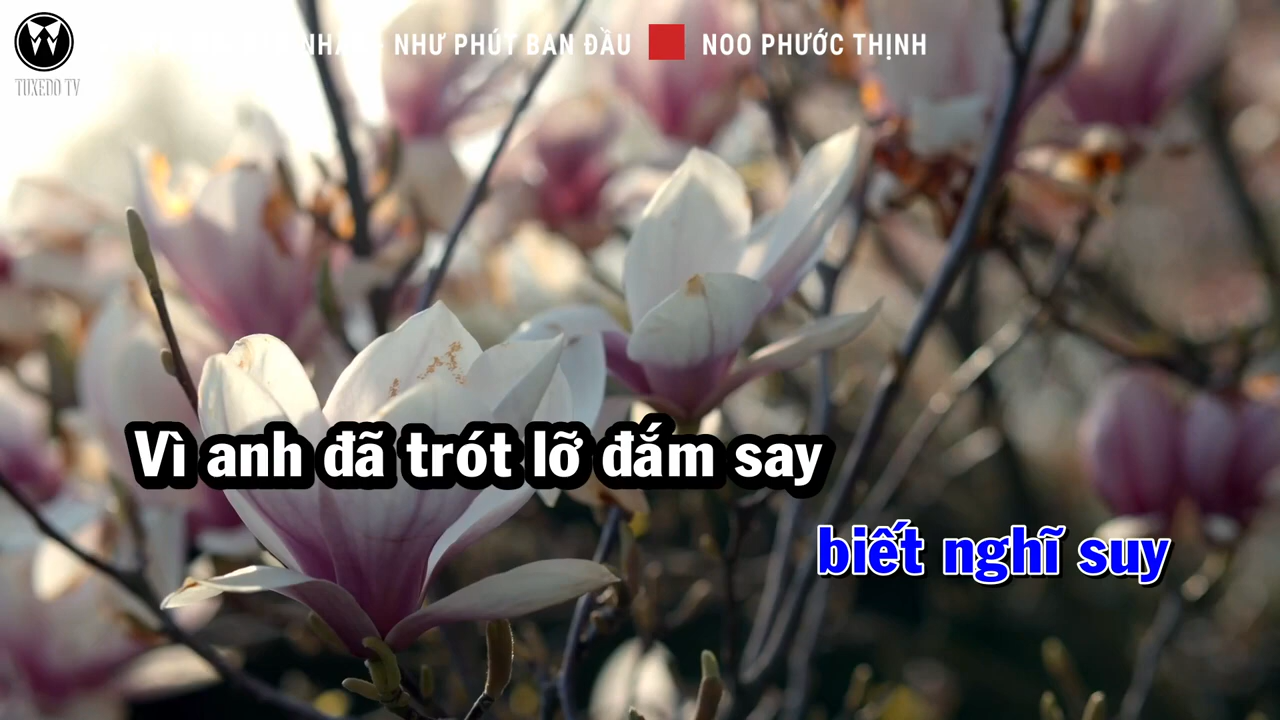 TUXEDO TV
NHƯ PHÚT BAN ĐẦU NOO PHƯỚC THỊNH
Vì anh đã trót lỡ đắm say
biết nghĩ suy